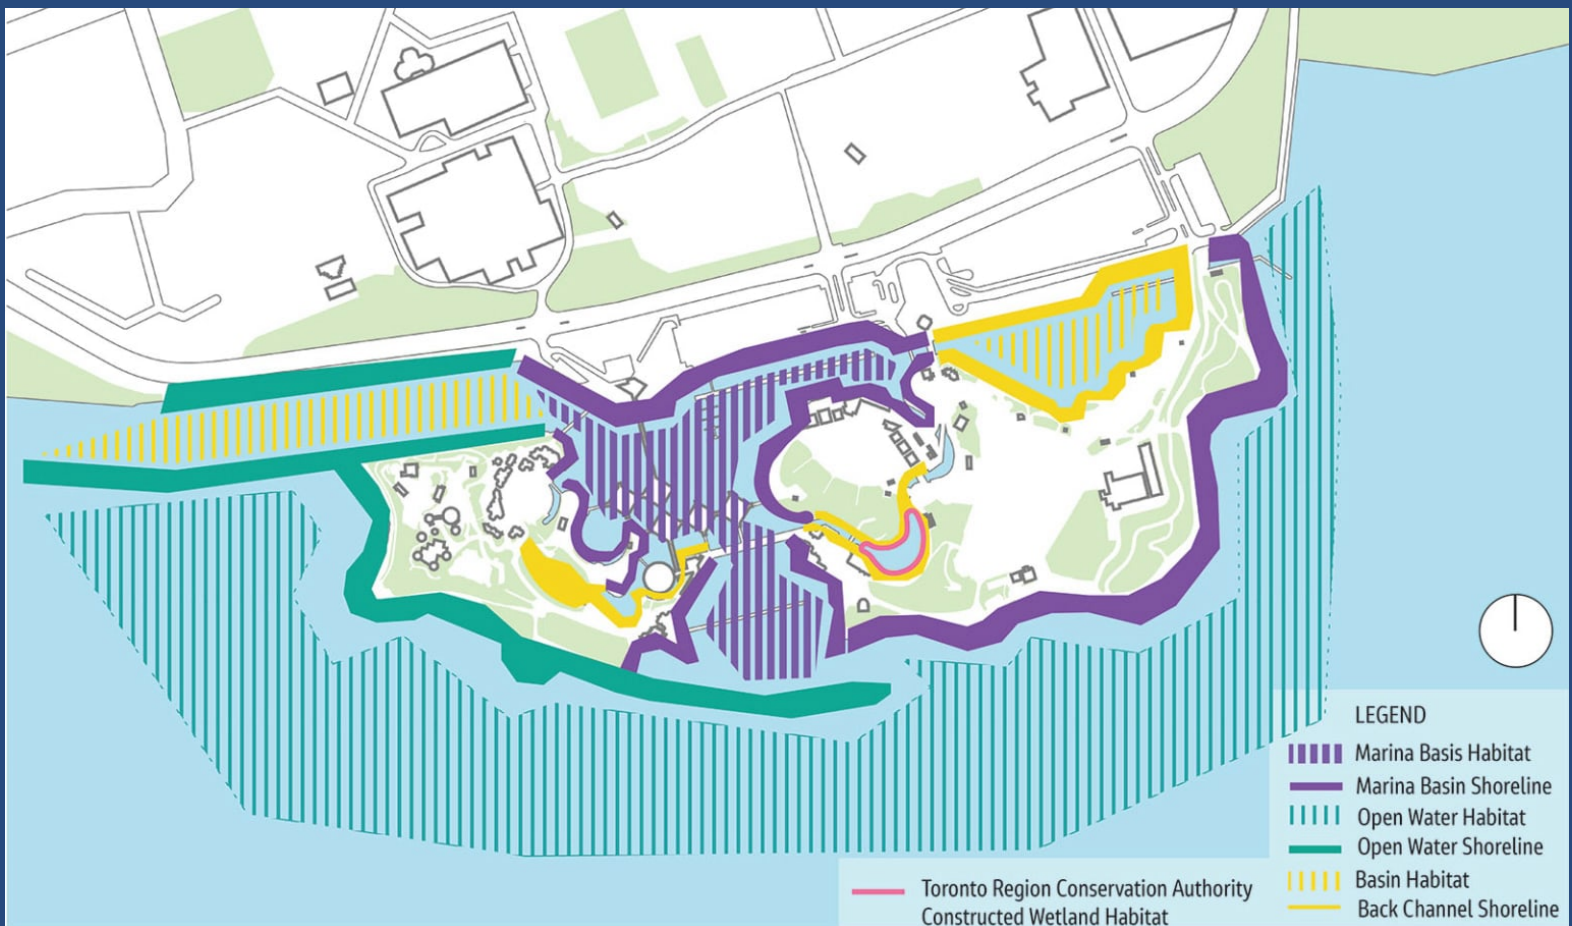 LEGEND
Marina Basis Habitat
Marina Basin Shoreline
Open Water Habitat
Open Water Shoreline
Basin Habitat
Back Channel Shoreline
Toronto Region Conservation Authority
Constructed Wetland Habitat